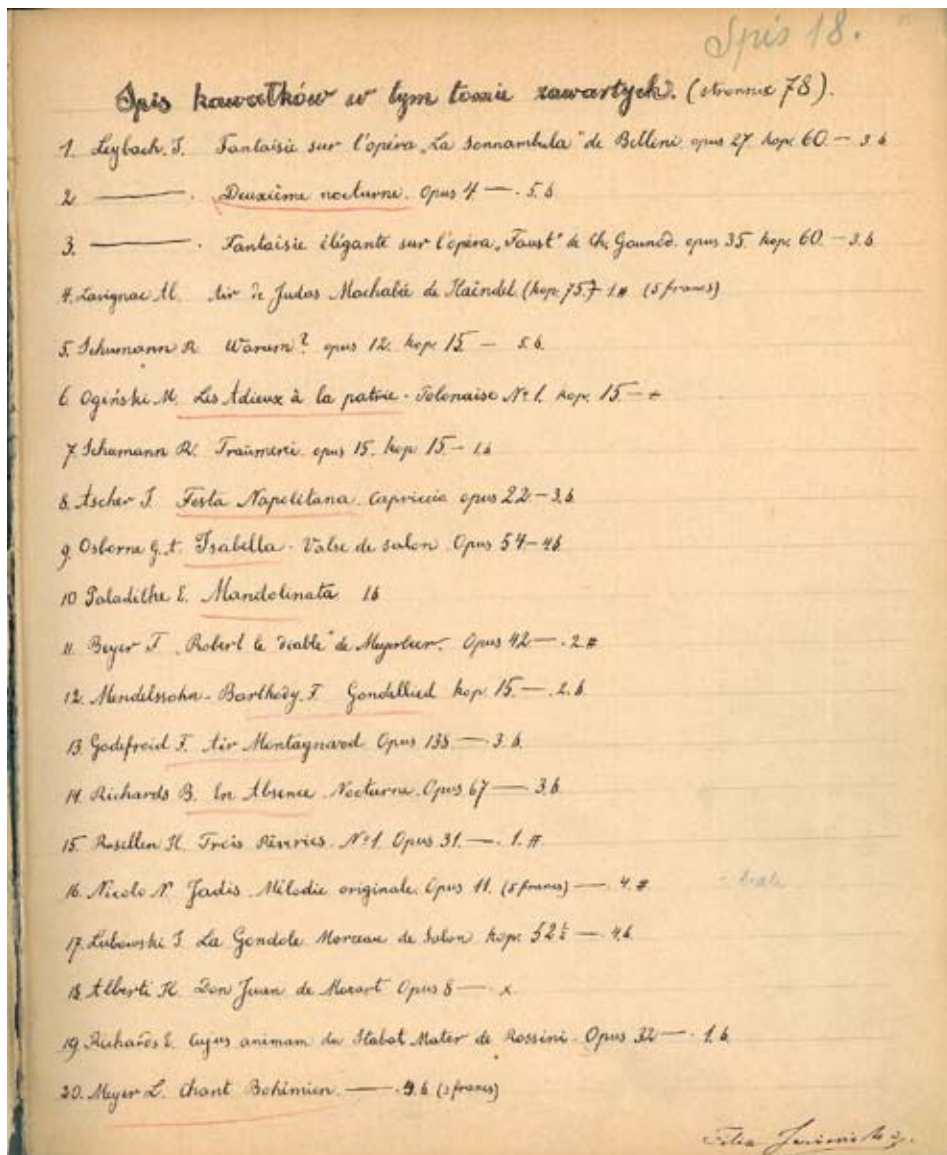 Spis 18.
Spis kawałków w tym tomie zawartych. (stronnic 78).
1. Leybach. J. Fantaisie sur l'opéra „La Sonnambula" de Bellini opus 27 kop. 60 — 3.b
2 ——— . Deuxième nocturne. Opus 4 — . 5.b
3. ——— . Fantaisie élégante sur l'opéra „Faust" de Ch. Gounod. opus 35. kop. 60. — 3.b.
4. Lavignac Al. Air de Judas Machabée de Haëndel (kop. 75.) 1.# (5 francs)
5. Schumann R. Warum? opus 12. kop. 15. — 5.b.
6. Ogiński M. Les Adieux à la patrie - Polonaise No 1. kop. 15. —
7. Schumann R. Traümerei. opus 15. kop 15 — 1.b
8. Ascher J. Festa Napolitana. Capriccio opus 22 — 3.b.
9. Osborne G. A. Isabella - Valse de salon. Opus 54 — 4b
10 Paladilhe E. Mandolinata 1b
11. Beyer F. „Robert le diable" de Meyerbeer. Opus 42 — . 2 #
12. Mendelssohn - Bartholdy. F. Gondellied kop. 15. — . 2.b.
13. Godefroid F. Air Montagnard. Opus 138 — . 3.b.
14. Richards B. En Absence. Nocturne. Opus 67 — 3.b.
15. Rosellen H. Trois Rêveries. No 1. Opus 31. — . 1. #.
16. Nicolo N. Jadis. Mélodie originale. Opus 11. (5 francs) — . 4. #
17. Lubowski J. La Gondole. Morceau de Salon. kop. 52½ — . 4.b.
18. Alberti H. Don Juan de Mozart Opus 8 — . x.
19. Richards E. Cujus animam du Stabat Mater de Rossini. Opus 32 — . 1.b.
20. Meyer L. Chant Bohémien. — . 4.b (5 francs)